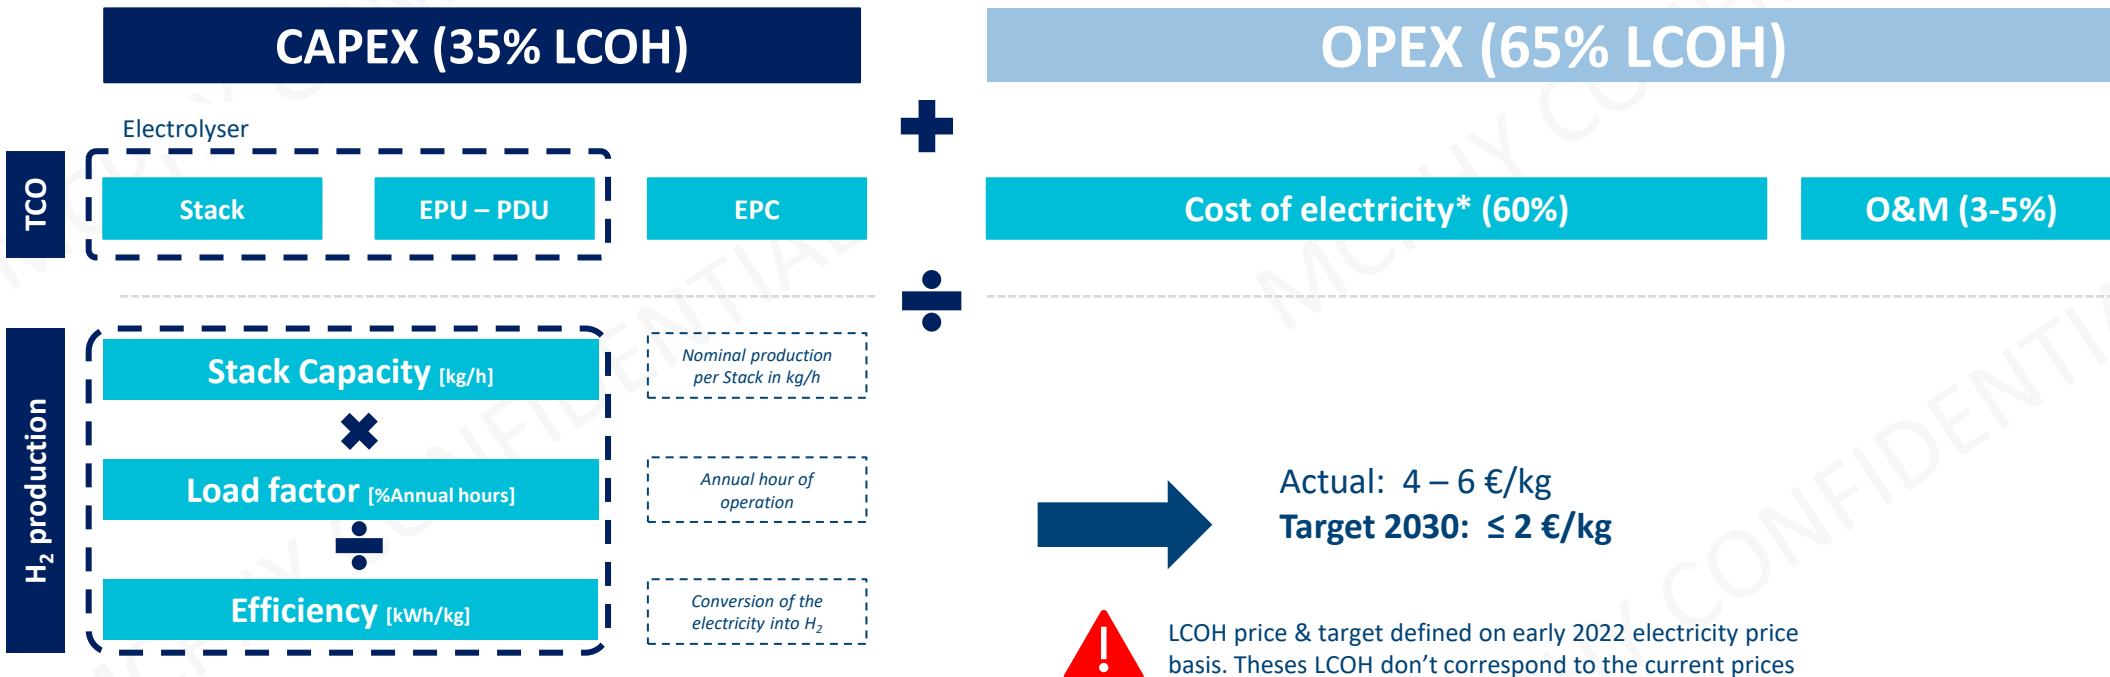 CAPEX (35% LCOH)
OPEX (65% LCOH)
Electrolyser
TCO
Stack
EPU – PDU
EPC
Cost of electricity* (60%)
O&M (3-5%)
H2 production
Stack Capacity [kg/h]
Nominal production
per Stack in kg/h
Load factor [%Annual hours]
Annual hour of
operation
Efficiency [kWh/kg]
Conversion of the
electricity into H2
Actual: 4 – 6 €/kg
Target 2030: ≤ 2 €/kg
LCOH price & target defined on early 2022 electricity price
basis. Theses LCOH don't correspond to the current prices
MCPHY CONFIDENTIAL